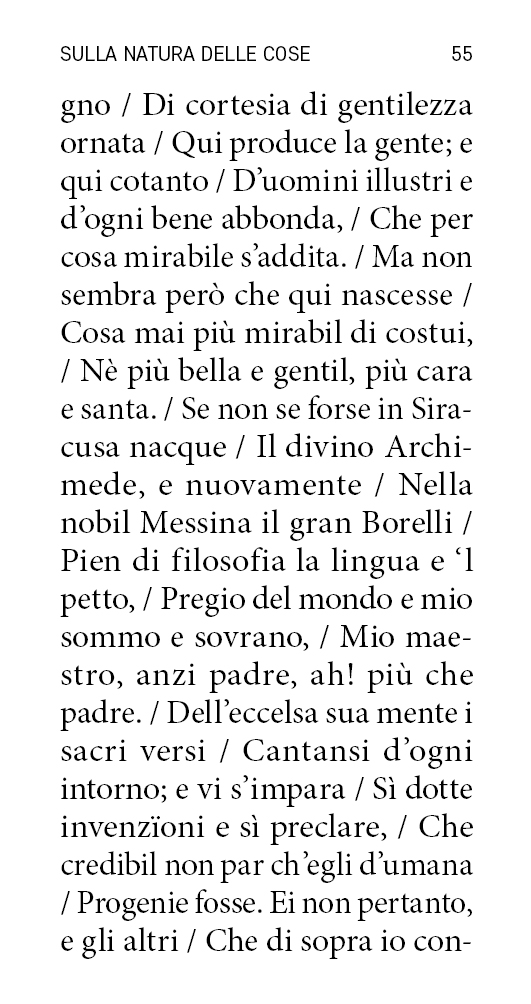 SULLA NATURA DELLE COSE 55
gno / Di cortesia di gentilezza
ornata / Qui produce la gente; e
qui cotanto / D’uomini illustri e
d’ogni bene abbonda, / Che per
cosa mirabile s’addita. / Ma non
sembra però che qui nascesse /
Cosa mai più mirabil di costui,
/ Nè più bella e gentil, più cara
e santa. / Se non se forse in Sira-
cusa nacque / Il divino Archi-
mede, e nuovamente / Nella
nobil Messina il gran Borelli /
Pien di filosofia la lingua e ‘l
petto, / Pregio del mondo e mio
sommo e sovrano, / Mio mae-
stro, anzi padre, ah! più che
padre. / Dell’eccelsa sua mente i
sacri versi / Cantansi d’ogni
intorno; e vi s’impara / Sì dotte
invenzïoni e sì preclare, / Che
credibil non par ch’egli d’umana
/ Progenie fosse. Ei non pertanto,
e gli altri / Che di sopra io con-